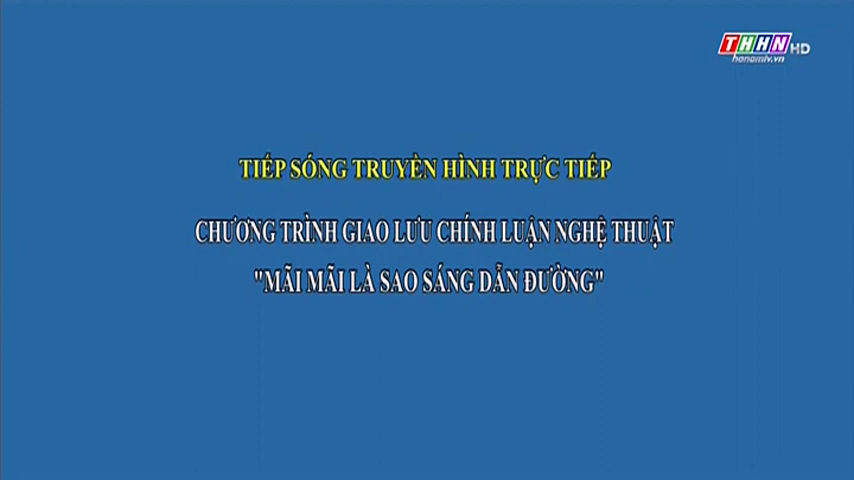 THHN HD
hanamtv.vn
TIẾP SÓNG TRUYỀN HÌNH TRỰC TIẾP
CHƯƠNG TRÌNH GIAO LƯU CHÍNH LUẬN NGHỆ THUẬT
"MÃI MÃI LÀ SAO SÁNG DẪN ĐƯỜNG"